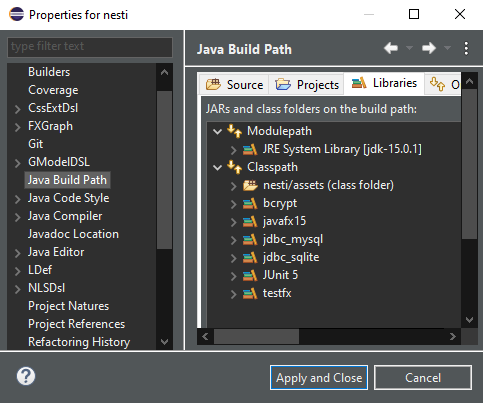 Properties for nesti
type filter text
Builders
Coverage
CssExtDsl
FXGraph
Git
GModelDSL
Java Build Path
Java Code Style
Java Compiler
Javadoc Location
Java Editor
LDef
NLSDsl
Project Natures
Project References
Refactoring History
Java Build Path
Source
Projects
Libraries
O
JARs and class folders on the build path:
Modulepath
JRE System Library [jdk-15.0.1]
Classpath
nesti/assets (class folder)
bcrypt
javafx15
jdbc_mysql
jdbc_sqlite
JUnit 5
testfx
?
Apply and Close
Cancel